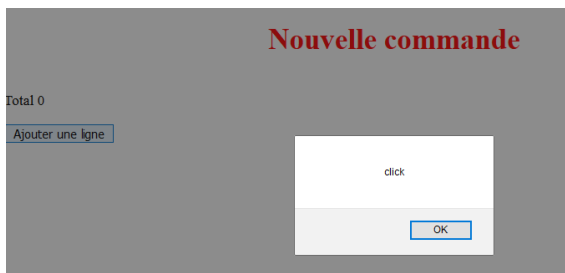 Nouvelle commande
Total 0
Ajouter une ligne
click
OK